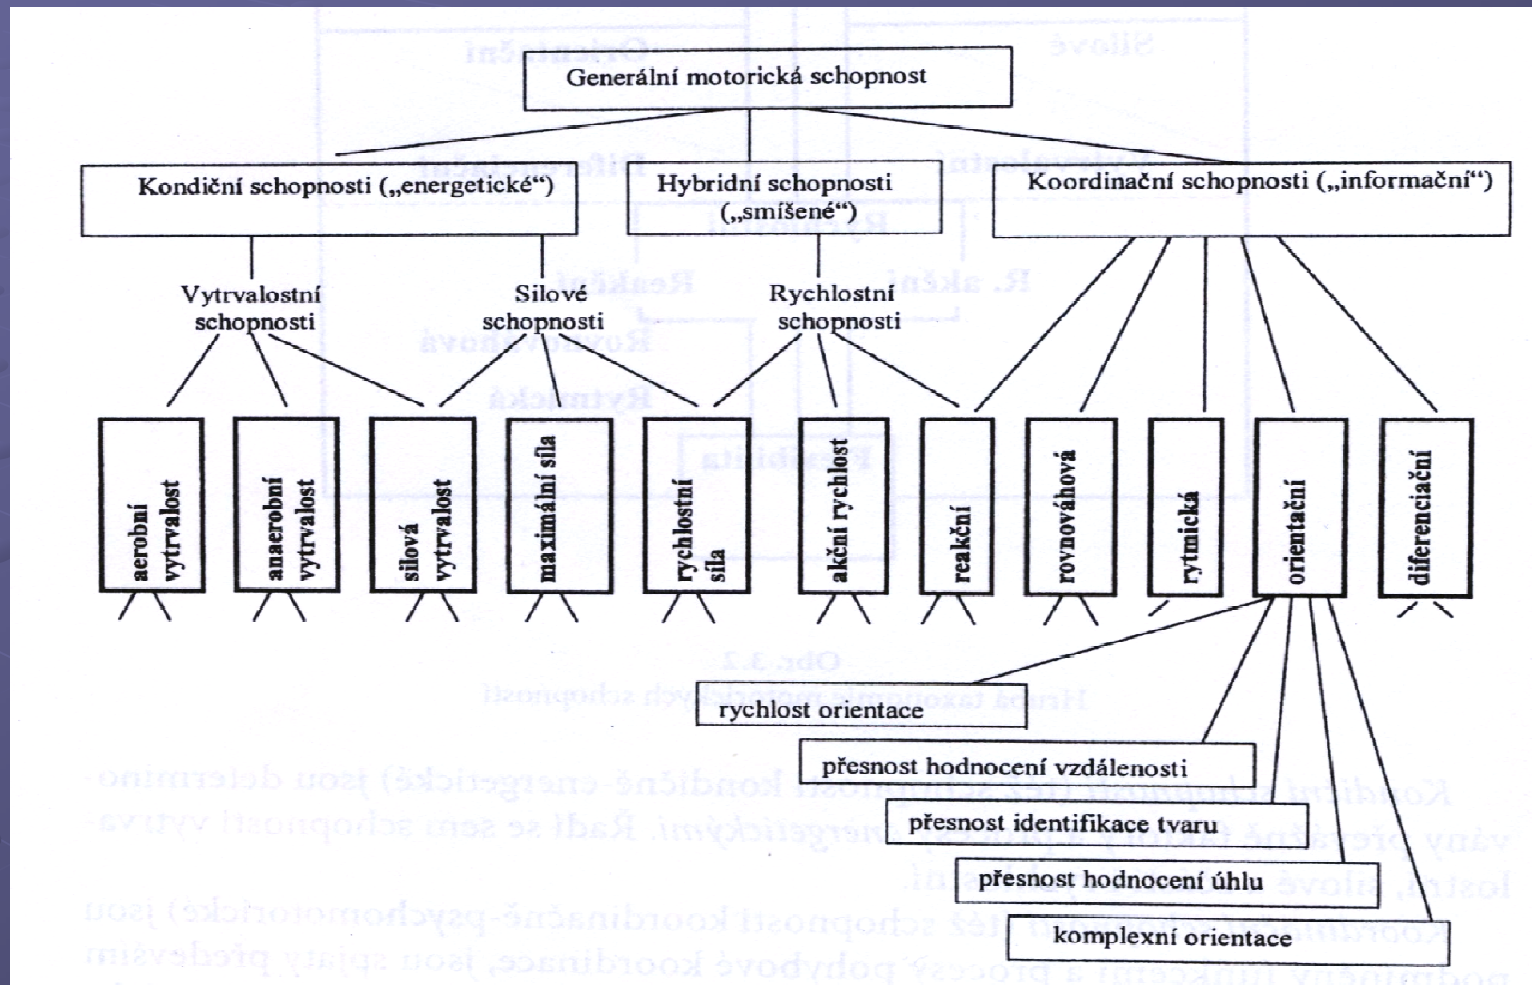 Generální motorická schopnost
Kondiční schopnosti („energetické“)
Hybridní schopnosti
(„smíšené“)
Koordinační schopnosti („informační“)
Vytrvalostní
schopnosti
Silové
schopnosti
Rychlostní
schopnosti
aerobní
vytrvalost
anaerobní
vytrvalost
silová
vytrvalost
maximální síla
rychlostní
síla
akční rychlost
reakční
rovnováhová
rytmická
orientační
diferenciační
rychlost orientace
přesnost hodnocení vzdálenosti
přesnost identifikace tvaru
přesnost hodnocení úhlu
komplexní orientace